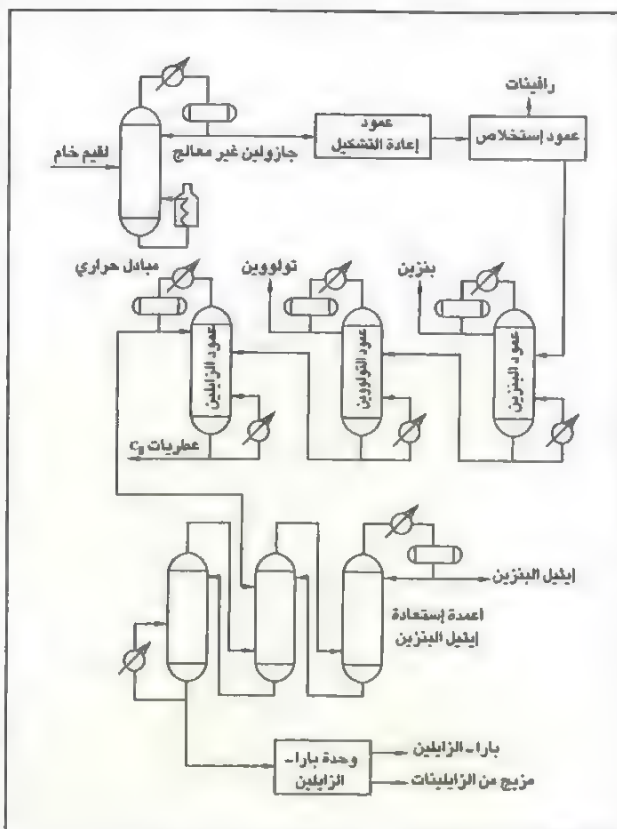 رافينات
عمود إستخلاص
عمود
إعادة التشكيل
جازولين غير معالج
لقيم خام
بنزين
تولووين
مبادل حراري
عمود البنزين
عمود التولووين
عمود الزايلين
عطريات C9
إيثيل البنزين
أعمدة إستعادة
إيثيل البنزين
وحدة بارا-
الزايلين
بارا-الزايلين
مزيج من الزايلينات